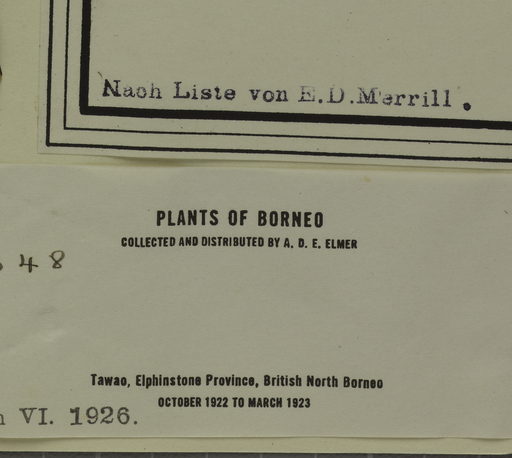 Nach Liste von E.D.Merrill.
PLANTS OF BORNEO
COLLECTED AND DISTRIBUTED BY A. D. E. ELMER
48
Tawao, Elphinstone Province, British North Borneo
OCTOBER 1922 TO MARCH 1923
VI. 1926.